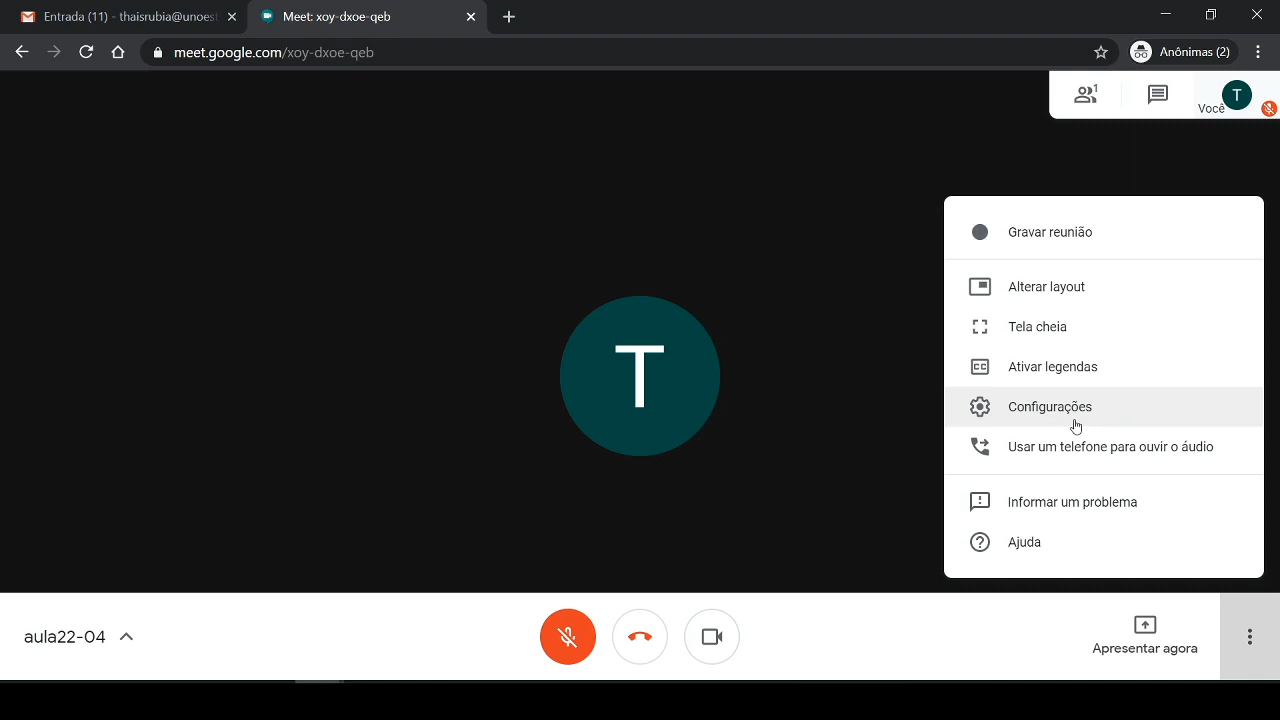 Entrada (11) - thaisrubia@unoest
Meet: xoy-dxoe-qeb
meet.google.com/xoy-dxoe-qeb
Anônimas (2)
1
Você
T
Gravar reunião
Alterar layout
Tela cheia
CC
Ativar legendas
Configurações
Usar um telefone para ouvir o áudio
Informar um problema
Ajuda
T
aula22-04
Apresentar agora